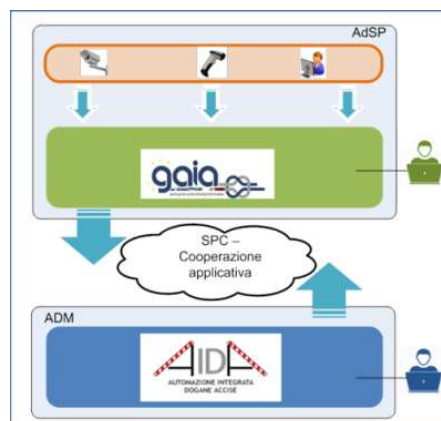 AdSP
gaia
SPC –
Cooperazione
applicativa
ADM
AIDA
AUTOMAZIONE INTEGRATA
DOGANE ACCISE